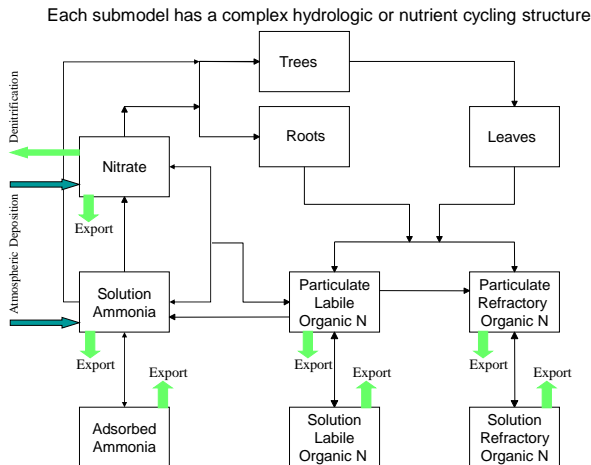 Each submodel has a complex hydrologic or nutrient cycling structure
Trees
Denitrification
Roots
Leaves
Nitrate
Export
Atmospheric Deposition
Solution
Ammonia
Particulate
Labile
Organic N
Particulate
Refractory
Organic N
Export
Export
Export
Export
Export
Export
Adsorbed
Ammonia
Solution
Labile
Organic N
Solution
Refractory
Organic N